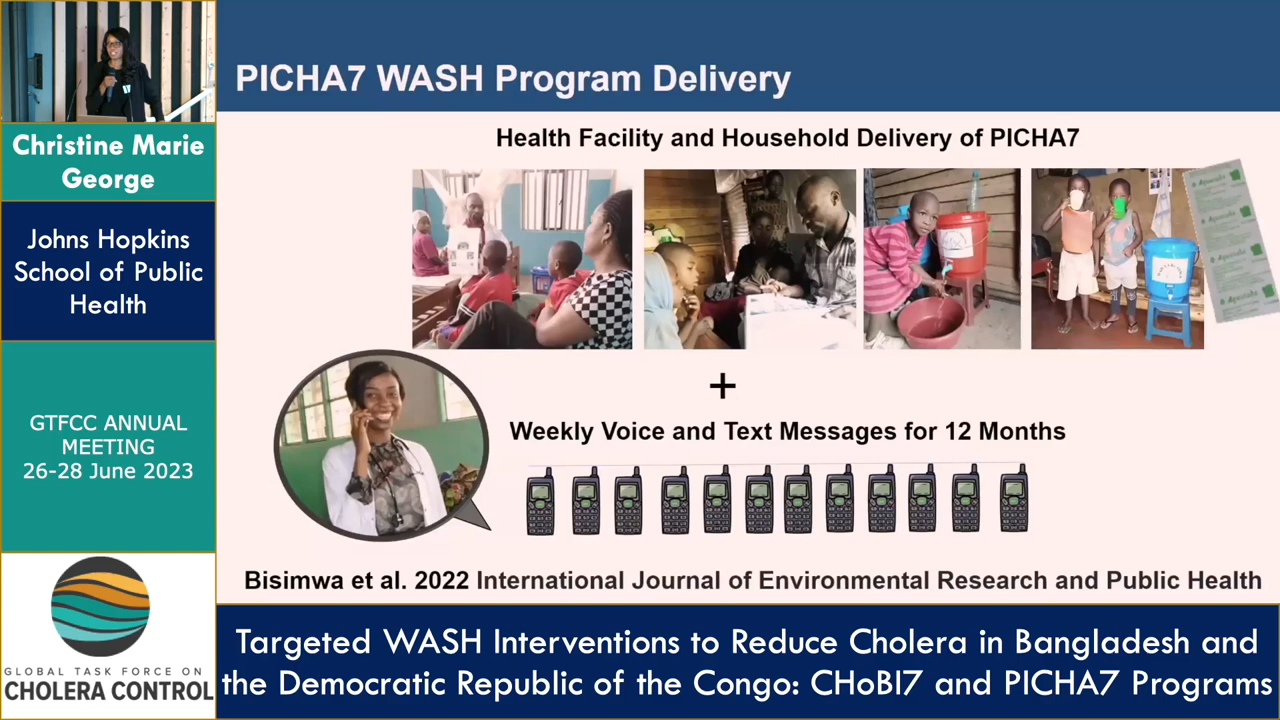 Christine Marie
George
Johns Hopkins
School of Public
Health
GTFCC ANNUAL
MEETING
26-28 June 2023
GLOBAL TASK FORCE ON
CHOLERA CONTROL
PICHA7 WASH Program Delivery
Health Facility and Household Delivery of PICHA7
Aquatabs
Aquatabs
Aquatabs
+
Weekly Voice and Text Messages for 12 Months
Bisimwa et al. 2022 International Journal of Environmental Research and Public Health
Targeted WASH Interventions to Reduce Cholera in Bangladesh and
the Democratic Republic of the Congo: CHoBI7 and PICHA7 Programs